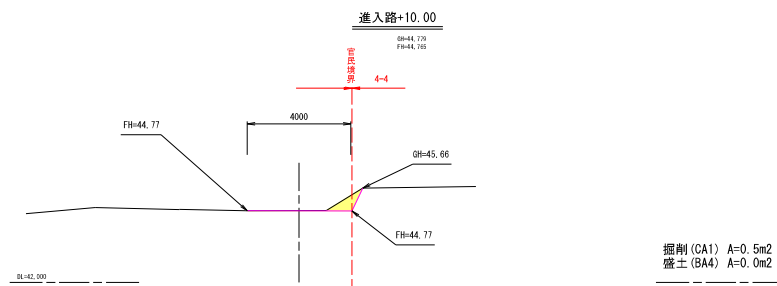 進入路+10.00
GH=44.779
FH=44.765
官民境界
4-4
4000
FH=44.77
GH=45.66
FH=44.77
掘削(CA1) A=0.5m2
盛土(BA4) A=0.0m2
DL=42.000